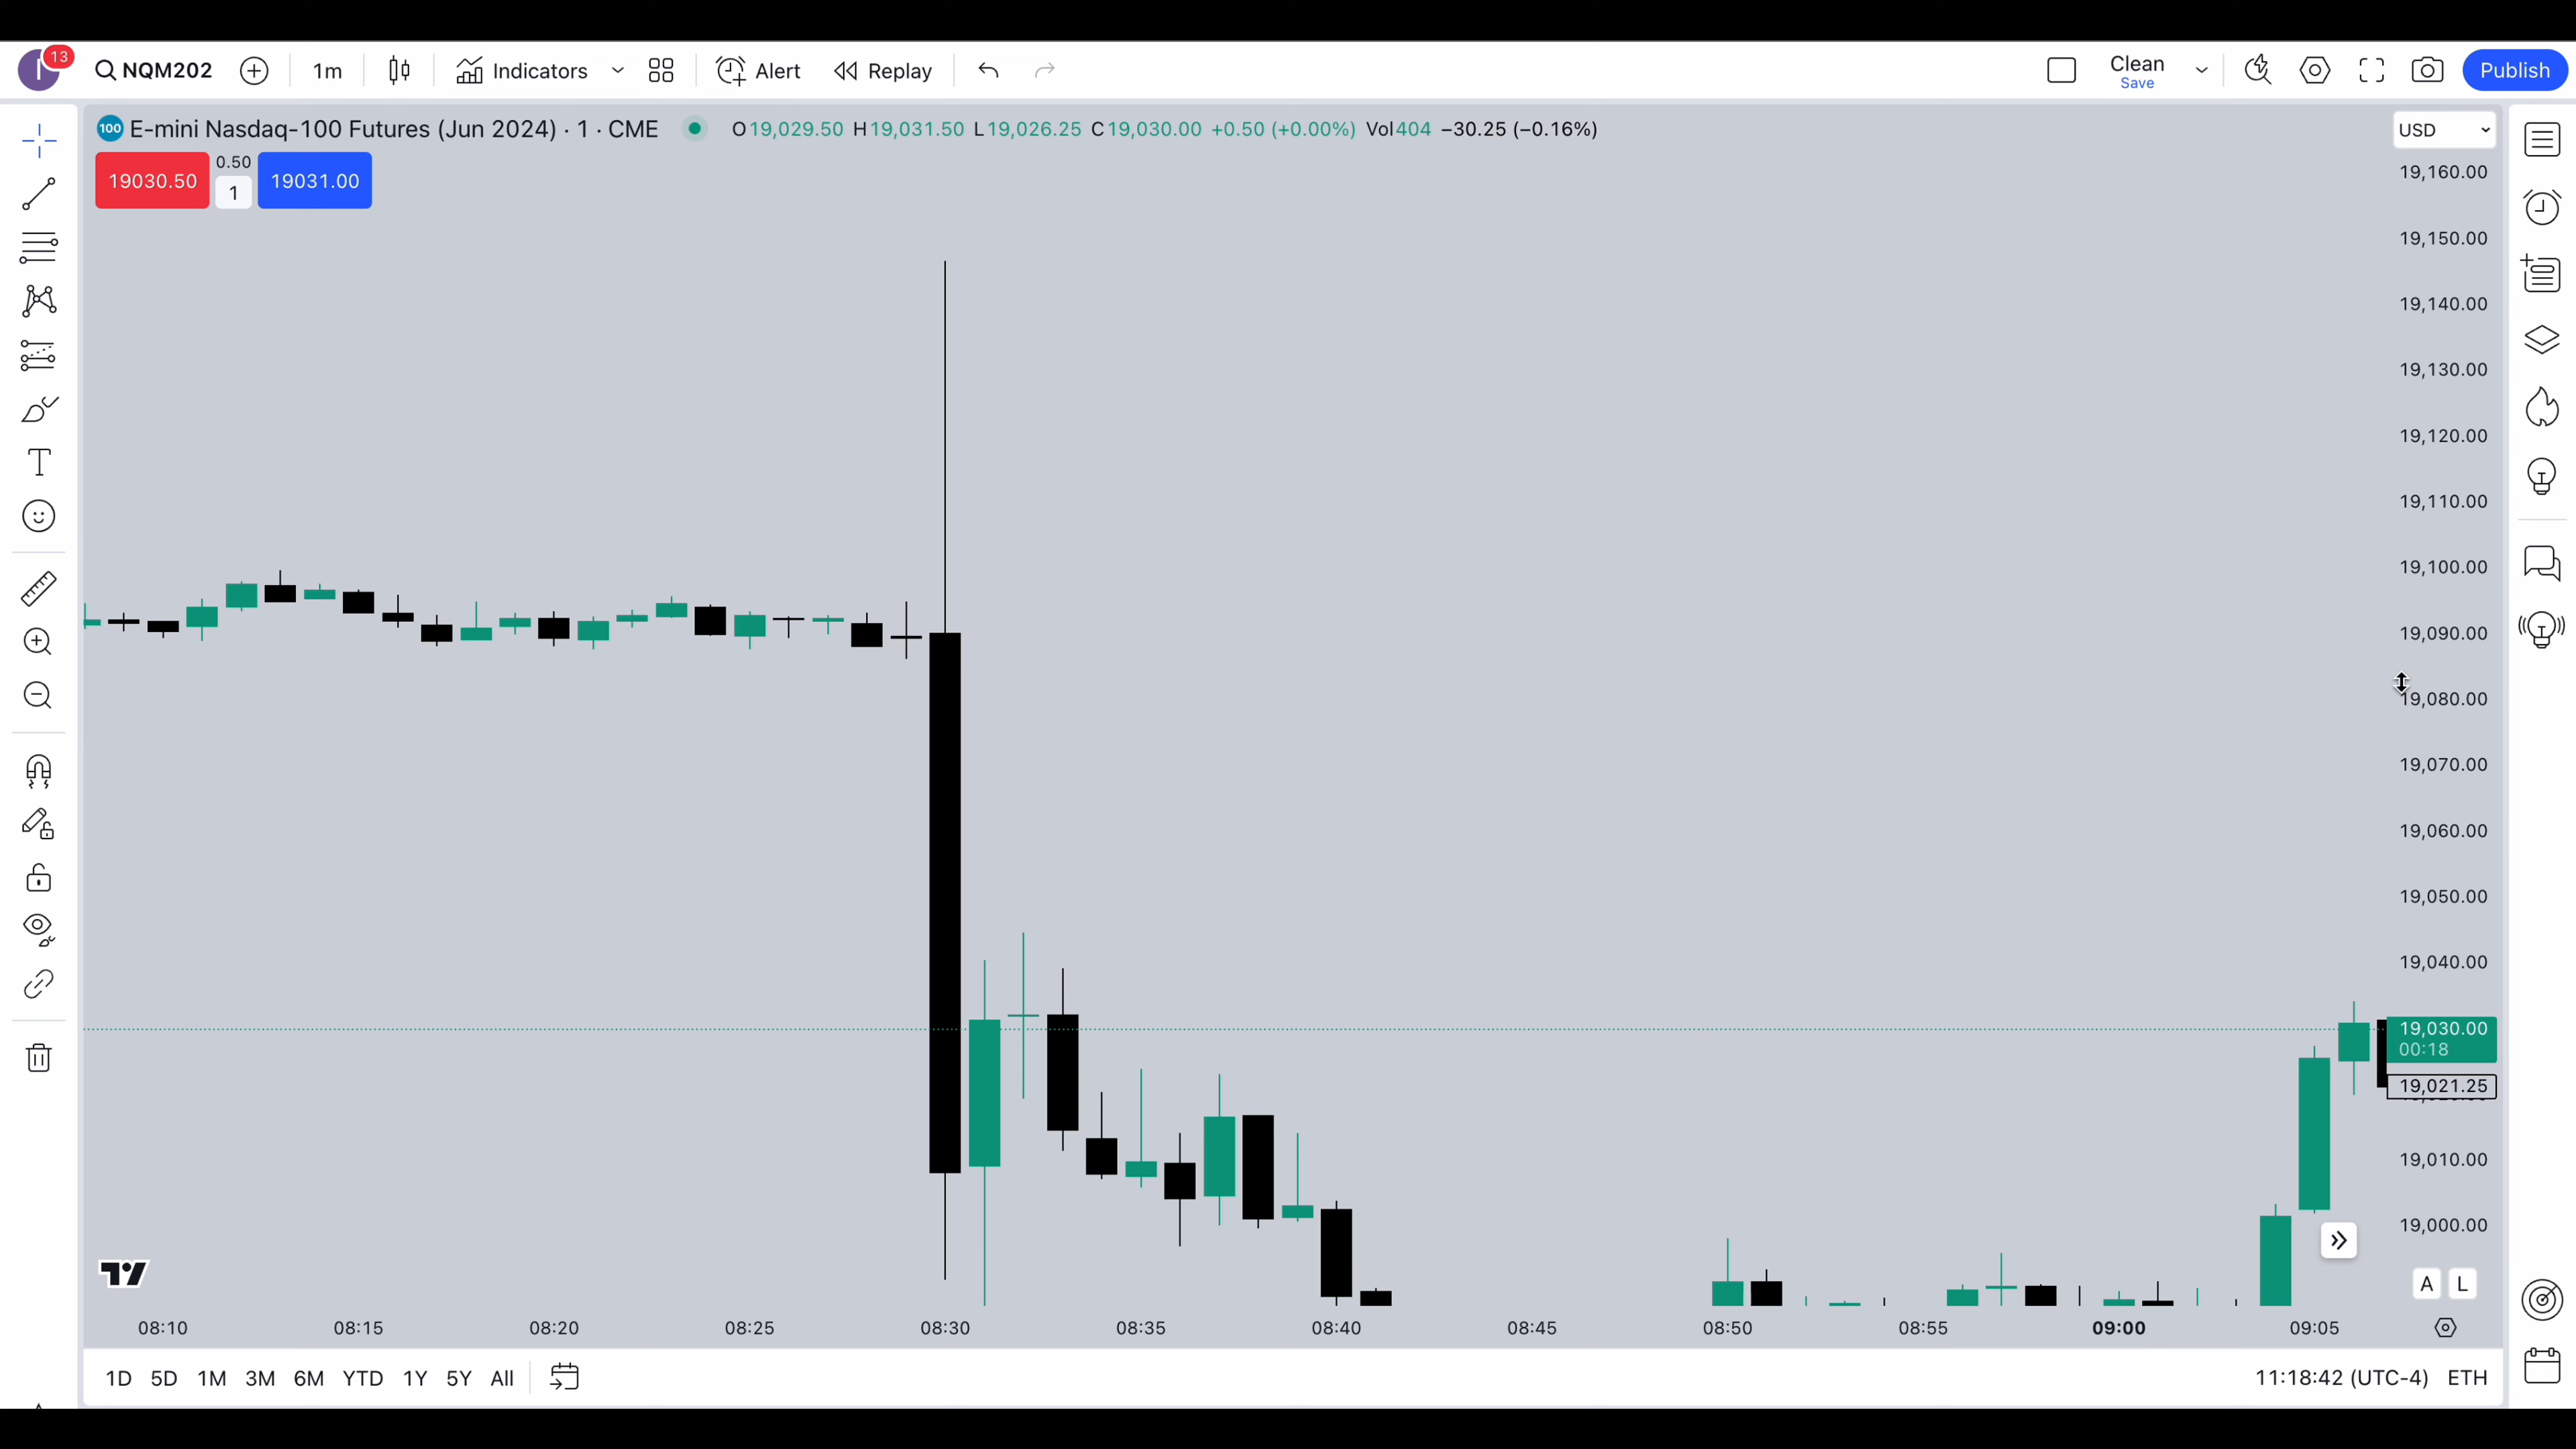 13
I NQM202 1m Indicators Alert Replay Clean Publish
Save
100 E-mini Nasdaq-100 Futures (Jun 2024) · 1 · CME O19,029.50 H19,031.50 L19,026.25 C19,030.00 +0.50 (+0.00%) Vol404 −30.25 (−0.16%) USD
19030.50 0.50 1 19031.00
19,160.00
19,150.00
19,140.00
19,130.00
19,120.00
19,110.00
19,100.00
19,090.00
19,080.00
19,070.00
19,060.00
19,050.00
19,040.00
19,030.00
00:18
19,021.25
19,010.00
19,000.00
A L
08:10 08:15 08:20 08:25 08:30 08:35 08:40 08:45 08:50 08:55 09:00 09:05
1D 5D 1M 3M 6M YTD 1Y 5Y All 11:18:42 (UTC-4) ETH